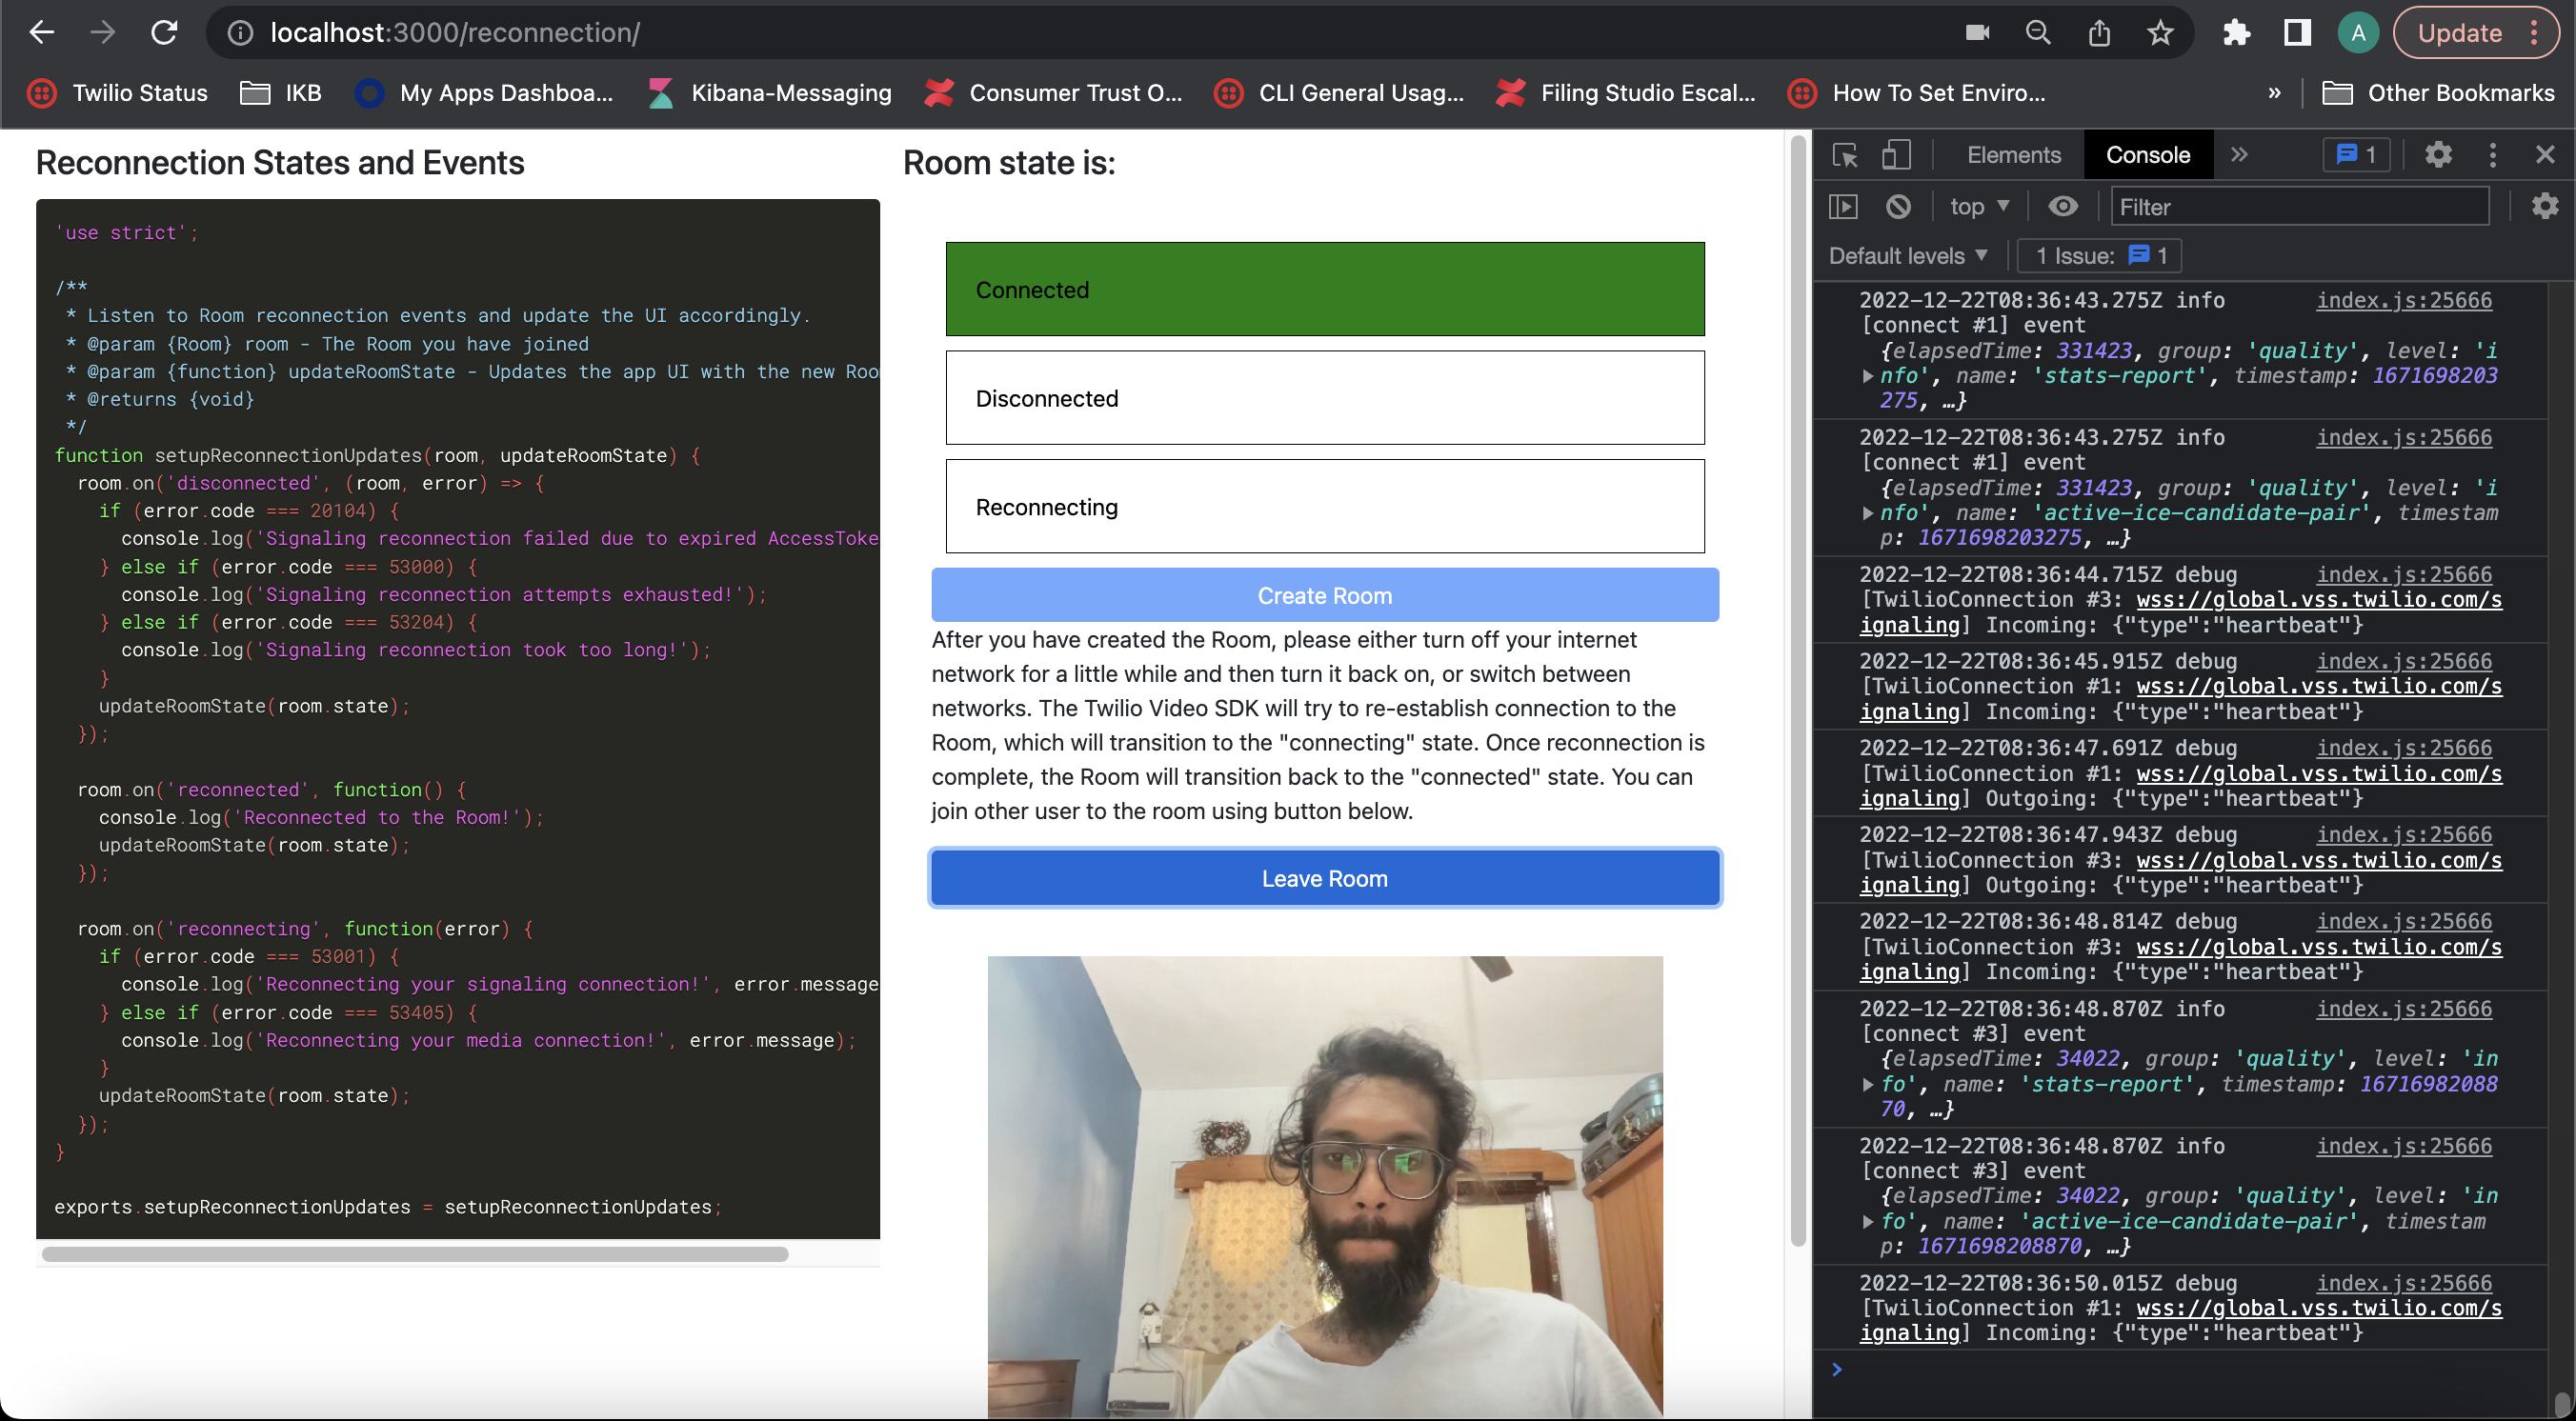 localhost:3000/reconnection/
A
Update
Twilio Status
IKB
My Apps Dashboa...
Kibana-Messaging
Consumer Trust O...
CLI General Usag...
Filing Studio Escal...
How To Set Enviro...
»
Other Bookmarks
Reconnection States and Events
'use strict';
/**
* Listen to Room reconnection events and update the UI accordingly.
* @param {Room} room - The Room you have joined
* @param {function} updateRoomState - Updates the app UI with the new Roo
* @returns {void}
*/
function setupReconnectionUpdates(room, updateRoomState) {
room.on('disconnected', (room, error) => {
if (error.code === 20104) {
console.log('Signaling reconnection failed due to expired AccessToke
} else if (error.code === 53000) {
console.log('Signaling reconnection attempts exhausted!');
} else if (error.code === 53204) {
console.log('Signaling reconnection took too long!');
}
updateRoomState(room.state);
});
room.on('reconnected', function() {
console.log('Reconnected to the Room!');
updateRoomState(room.state);
});
room.on('reconnecting', function(error) {
if (error.code === 53001) {
console.log('Reconnecting your signaling connection!', error.message
} else if (error.code === 53405) {
console.log('Reconnecting your media connection!', error.message);
}
updateRoomState(room.state);
});
}
exports.setupReconnectionUpdates = setupReconnectionUpdates;
Room state is:
Connected
Disconnected
Reconnecting
Create Room
After you have created the Room, please either turn off your internet
network for a little while and then turn it back on, or switch between
networks. The Twilio Video SDK will try to re-establish connection to the
Room, which will transition to the "connecting" state. Once reconnection is
complete, the Room will transition back to the "connected" state. You can
join other user to the room using button below.
Leave Room
Elements
Console
»
1
top
Filter
Default levels
1 Issue: 1
2022-12-22T08:36:43.275Z info index.js:25666
[connect #1] event
{elapsedTime: 331423, group: 'quality', level: 'i
nfo', name: 'stats-report', timestamp: 1671698203
275, …}
2022-12-22T08:36:43.275Z info index.js:25666
[connect #1] event
{elapsedTime: 331423, group: 'quality', level: 'i
nfo', name: 'active-ice-candidate-pair', timestam
p: 1671698203275, …}
2022-12-22T08:36:44.715Z debug index.js:25666
[TwilioConnection #3: wss://global.vss.twilio.com/s
ignaling] Incoming: {"type":"heartbeat"}
2022-12-22T08:36:45.915Z debug index.js:25666
[TwilioConnection #1: wss://global.vss.twilio.com/s
ignaling] Incoming: {"type":"heartbeat"}
2022-12-22T08:36:47.691Z debug index.js:25666
[TwilioConnection #1: wss://global.vss.twilio.com/s
ignaling] Outgoing: {"type":"heartbeat"}
2022-12-22T08:36:47.943Z debug index.js:25666
[TwilioConnection #3: wss://global.vss.twilio.com/s
ignaling] Outgoing: {"type":"heartbeat"}
2022-12-22T08:36:48.814Z debug index.js:25666
[TwilioConnection #3: wss://global.vss.twilio.com/s
ignaling] Incoming: {"type":"heartbeat"}
2022-12-22T08:36:48.870Z info index.js:25666
[connect #3] event
{elapsedTime: 34022, group: 'quality', level: 'in
fo', name: 'stats-report', timestamp: 16716982088
70, …}
2022-12-22T08:36:48.870Z info index.js:25666
[connect #3] event
{elapsedTime: 34022, group: 'quality', level: 'in
fo', name: 'active-ice-candidate-pair', timestam
p: 1671698208870, …}
2022-12-22T08:36:50.015Z debug index.js:25666
[TwilioConnection #1: wss://global.vss.twilio.com/s
ignaling] Incoming: {"type":"heartbeat"}